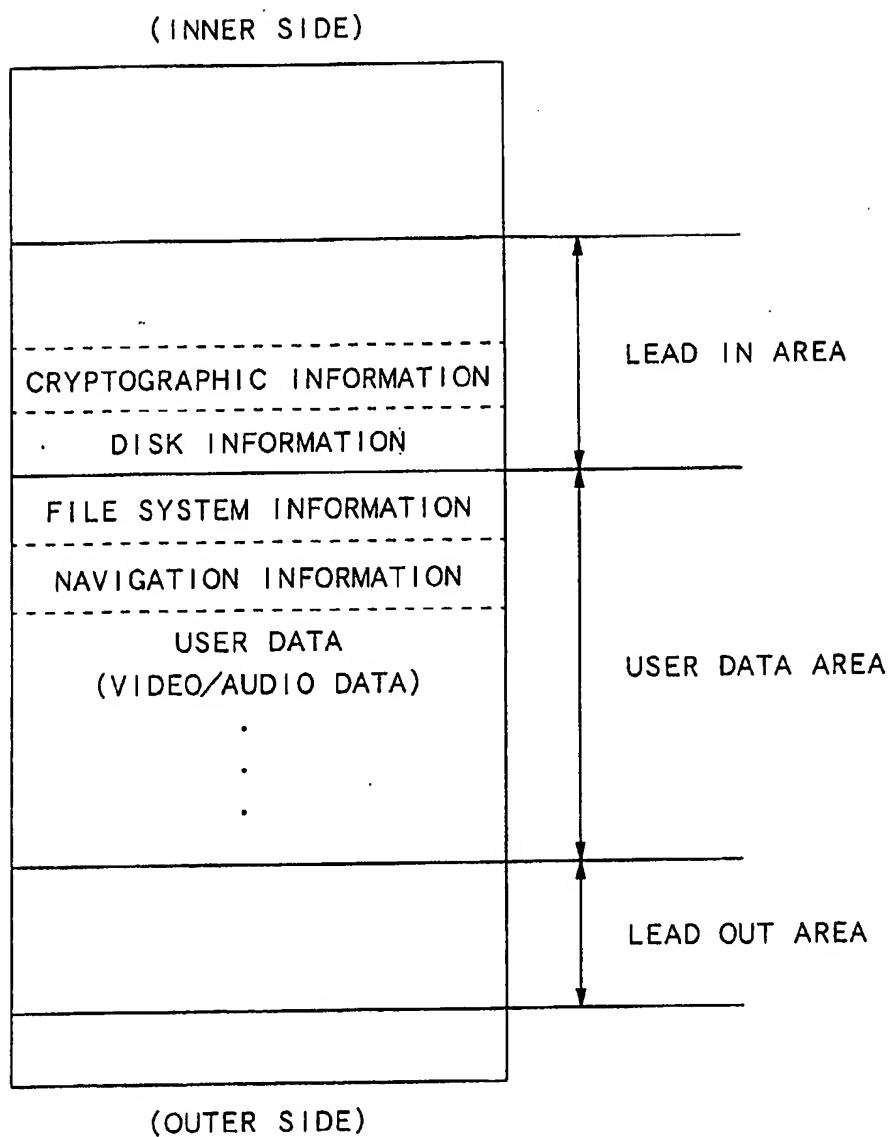 (INNER SIDE)
LEAD IN AREA
CRYPTOGRAPHIC INFORMATION
DISK INFORMATION
FILE SYSTEM INFORMATION
NAVIGATION INFORMATION
USER DATA
(VIDEO/AUDIO DATA)
USER DATA AREA
LEAD OUT AREA
(OUTER SIDE)